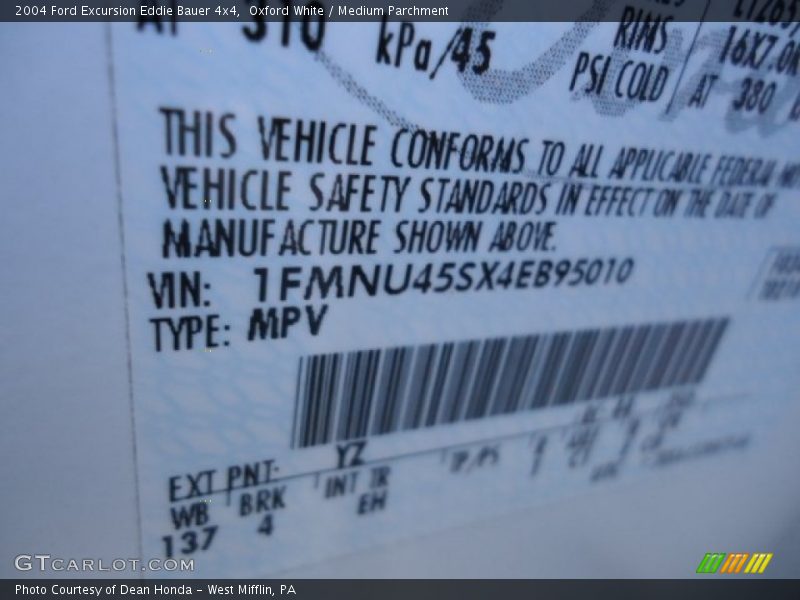 2004 Ford Excursion Eddie Bauer 4x4, Oxford White / Medium Parchment
RIMS 16X7.0
kPa/45 PSI COLD AT 380
THIS VEHICLE CONFORMS TO ALL APPLICABLE FEDERAL
VEHICLE SAFETY STANDARDS IN EFFECT ON THE DATE OF
MANUFACTURE SHOWN ABOVE.
VIN: 1FMNU45SX4EB95010
TYPE: MPV
EXT PNT: YZ
WB BRK INT TR
137 4 EH
GTCARLOT.COM
Photo Courtesy of Dean Honda - West Mifflin, PA